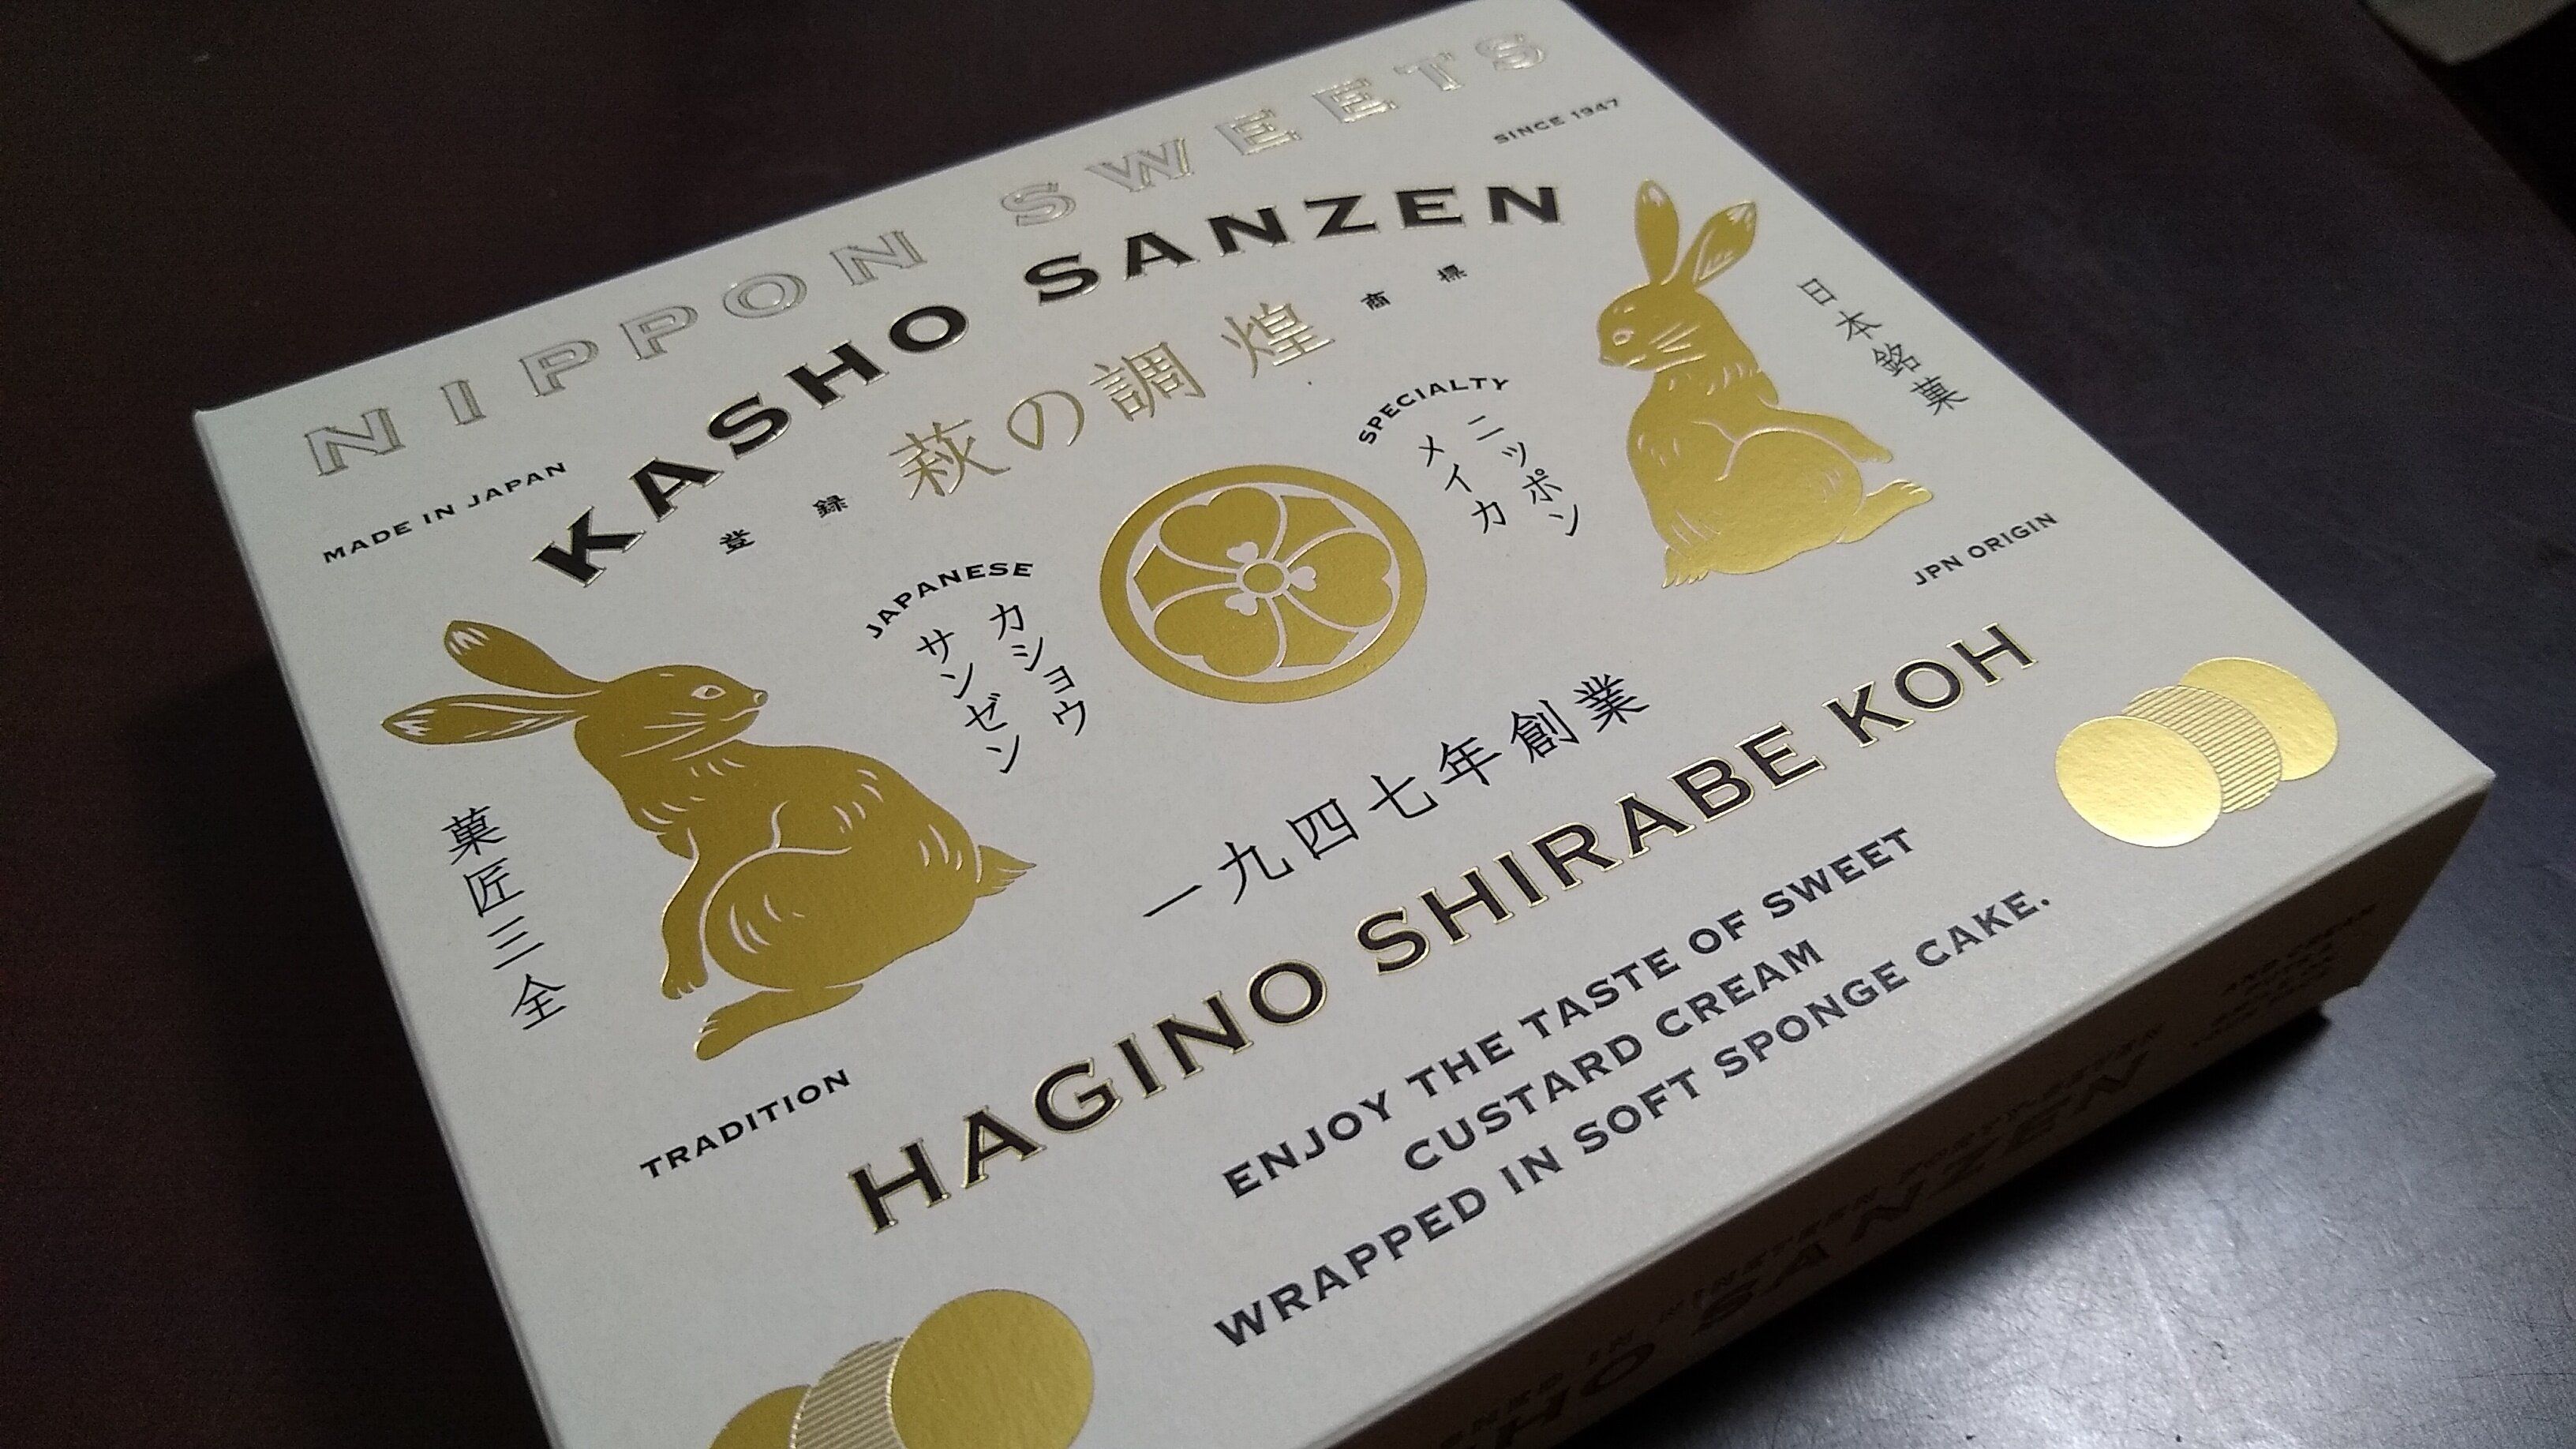 NIPPON SWEETS
MADE IN JAPAN
SINCE 1947
KASHO SANZEN
登録
萩の調 煌
商標
JAPANESE
カショウ
サンゼン
SPECIALTY
ニッポン
メイカ
日本銘菓
JPN ORIGIN
菓匠三全
TRADITION
一九四七年創業
HAGINO SHIRABE KOH
ENJOY THE TASTE OF SWEET
CUSTARD CREAM
WRAPPED IN SOFT SPONGE CAKE.
SANZEN